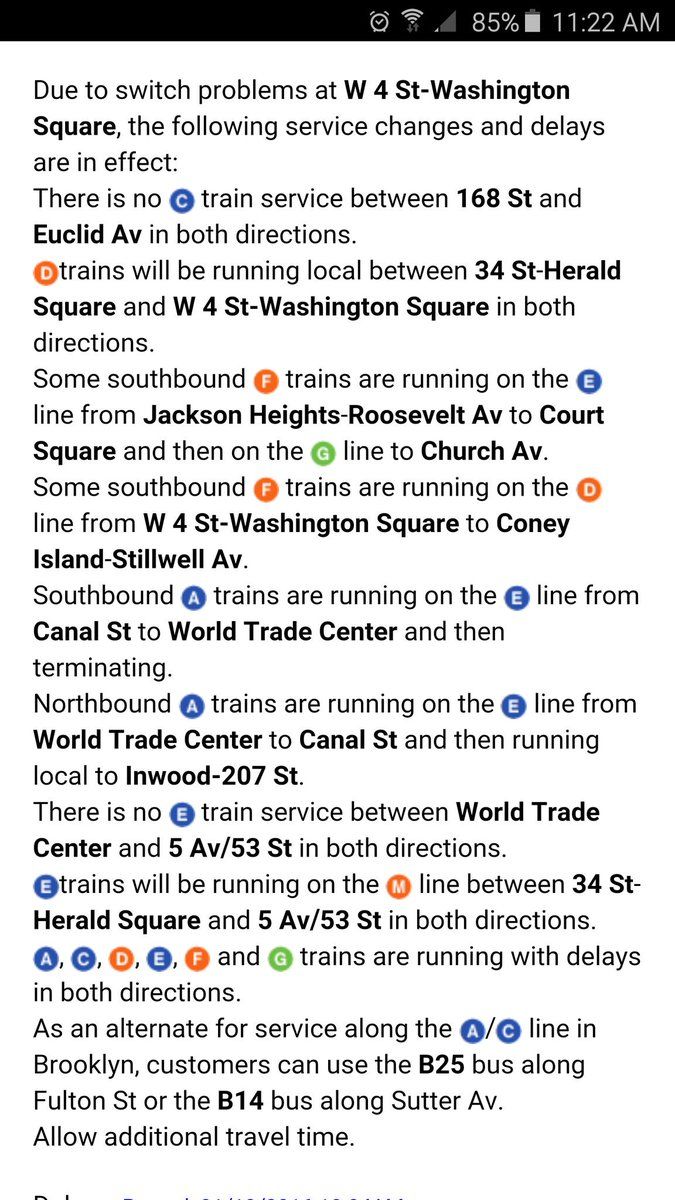 85% 11:22 AM
Due to switch problems at W 4 St-Washington
Square, the following service changes and delays
are in effect:
There is no C train service between 168 St and
Euclid Av in both directions.
D trains will be running local between 34 St-Herald
Square and W 4 St-Washington Square in both
directions.
Some southbound F trains are running on the E
line from Jackson Heights-Roosevelt Av to Court
Square and then on the G line to Church Av.
Some southbound F trains are running on the D
line from W 4 St-Washington Square to Coney
Island-Stillwell Av.
Southbound A trains are running on the E line from
Canal St to World Trade Center and then
terminating.
Northbound A trains are running on the E line from
World Trade Center to Canal St and then running
local to Inwood-207 St.
There is no E train service between World Trade
Center and 5 Av/53 St in both directions.
E trains will be running on the M line between 34 St-
Herald Square and 5 Av/53 St in both directions.
A, C, D, E, F and G trains are running with delays
in both directions.
As an alternate for service along the A/C line in
Brooklyn, customers can use the B25 bus along
Fulton St or the B14 bus along Sutter Av.
Allow additional travel time.